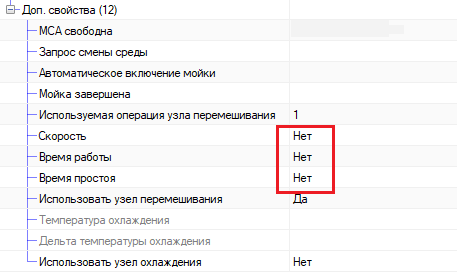 Доп. свойства (12)
МСА свободна
Запрос смены среды
Автоматическое включение мойки
Мойка завершена
Используемая операция узла перемешивания 1
Скорость Нет
Время работы Нет
Время простоя Нет
Использовать узел перемешивания Да
Температура охлаждения
Дельта температуры охлаждения
Использовать узел охлаждения Нет